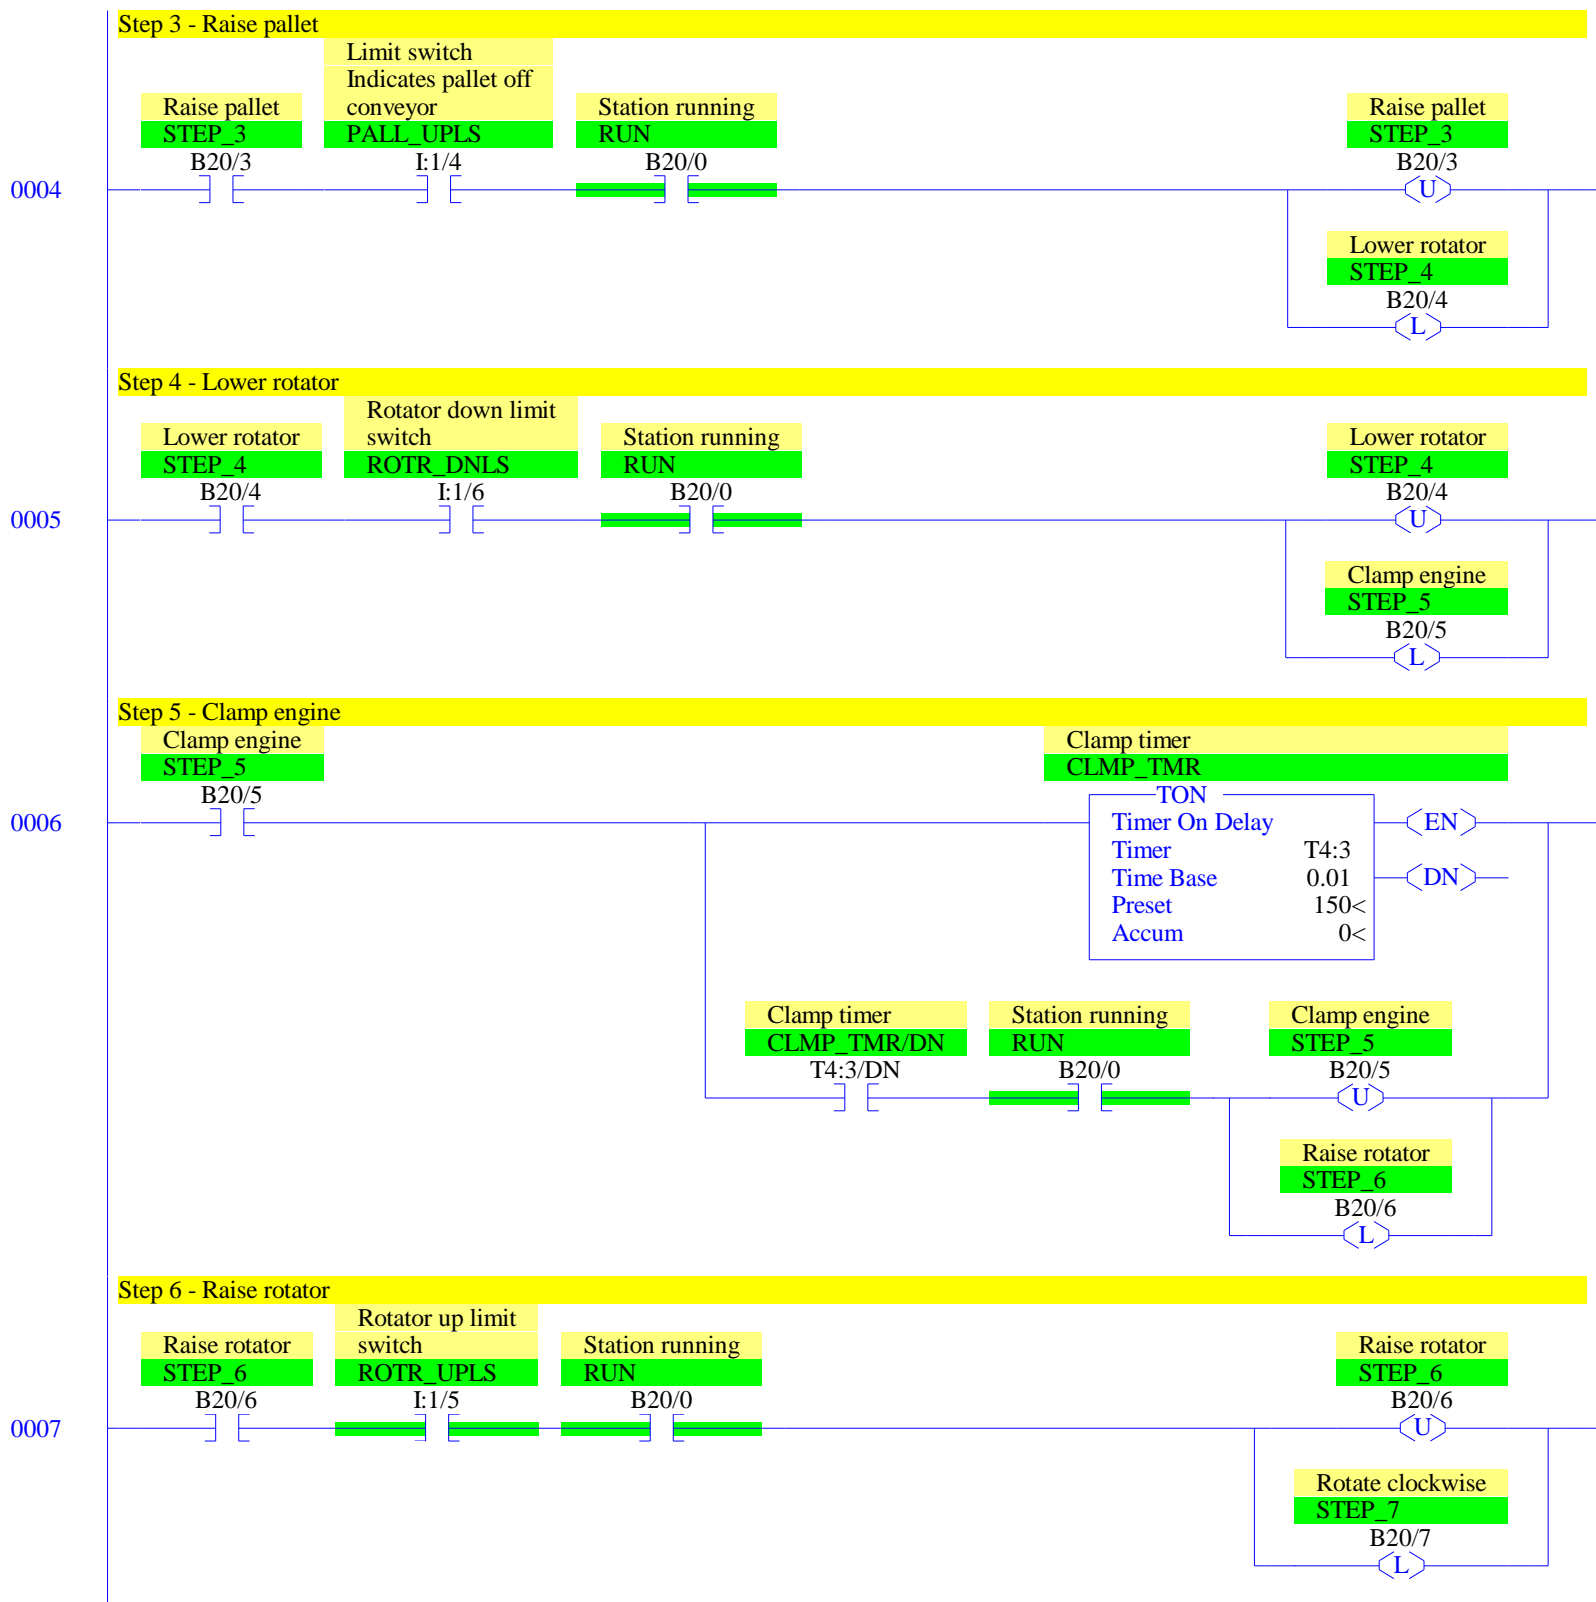 Step 3 - Raise pallet
Limit switch
Indicates pallet off
Raise pallet conveyor Station running Raise pallet
STEP_3 PALL_UPLS RUN STEP_3
B20/3 I:1/4 B20/0 B20/3
0004 U
Lower rotator
STEP_4
B20/4
L
Step 4 - Lower rotator
Rotator down limit
Lower rotator switch Station running Lower rotator
STEP_4 ROTR_DNLS RUN STEP_4
B20/4 I:1/6 B20/0 B20/4
0005 U
Clamp engine
STEP_5
B20/5
L
Step 5 - Clamp engine
Clamp engine Clamp timer
STEP_5 CLMP_TMR
B20/5 TON
0006 Timer On Delay EN
Timer T4:3
Time Base 0.01 DN
Preset 150<
Accum 0<
Clamp timer Station running Clamp engine
CLMP_TMR/DN RUN STEP_5
T4:3/DN B20/0 B20/5
U
Raise rotator
STEP_6
B20/6
L
Step 6 - Raise rotator
Rotator up limit
Raise rotator switch Station running Raise rotator
STEP_6 ROTR_UPLS RUN STEP_6
B20/6 I:1/5 B20/0 B20/6
0007 U
Rotate clockwise
STEP_7
B20/7
L